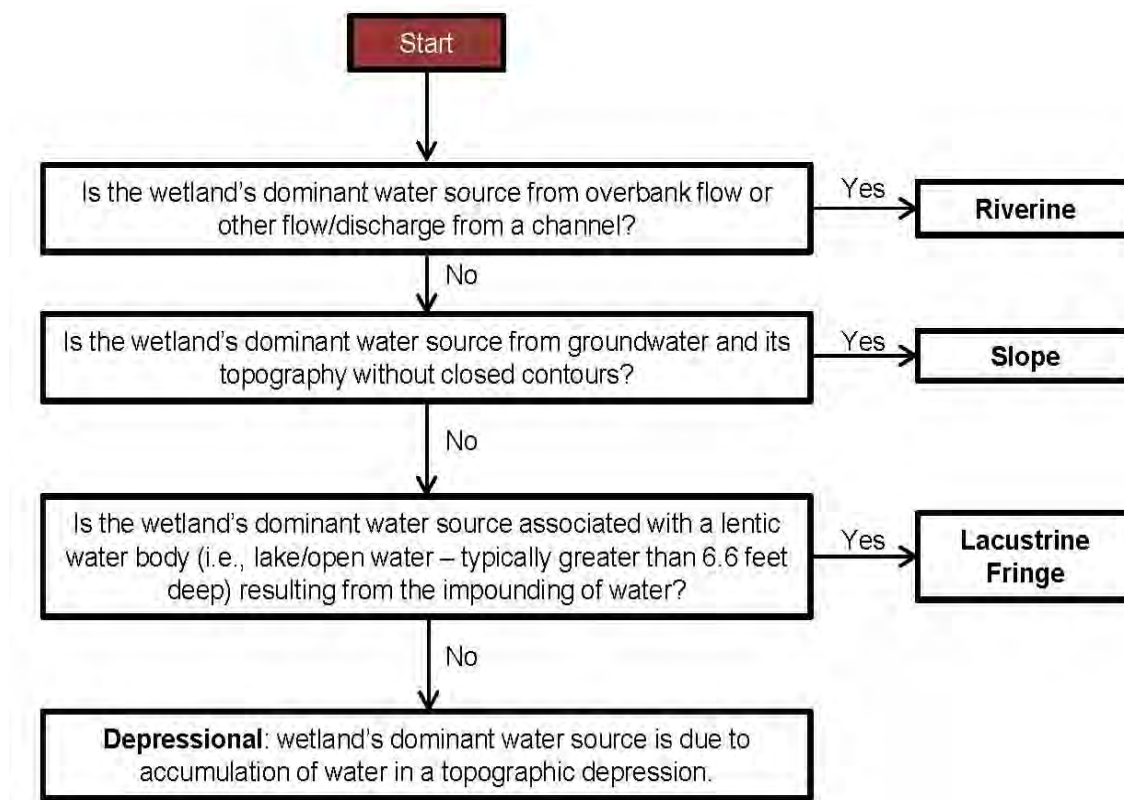 Start
Is the wetland's dominant water source from overbank flow or
other flow/discharge from a channel?
Yes
Riverine
No
Is the wetland's dominant water source from groundwater and its
topography without closed contours?
Yes
Slope
No
Is the wetland's dominant water source associated with a lentic
water body (i.e., lake/open water – typically greater than 6.6 feet
deep) resulting from the impounding of water?
Yes
Lacustrine
Fringe
No
Depressional: wetland's dominant water source is due to
accumulation of water in a topographic depression.